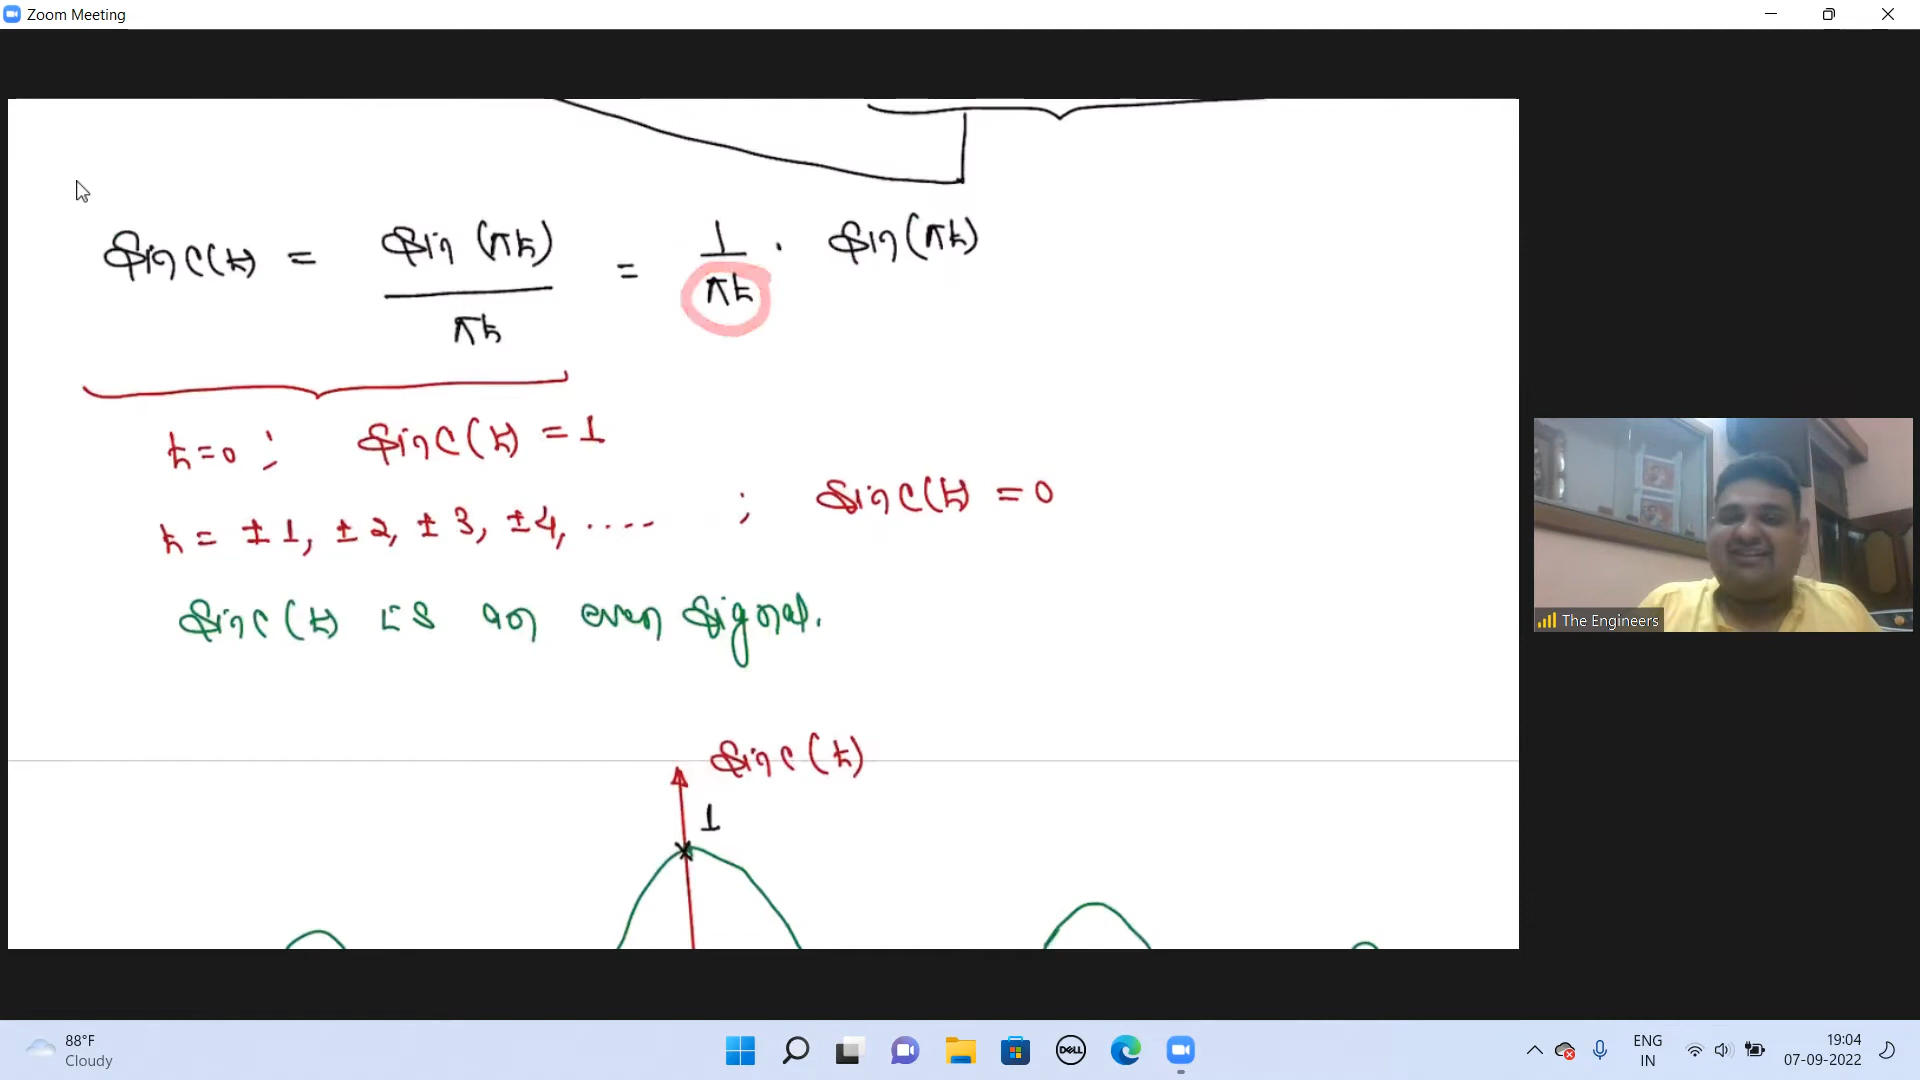 Zoom Meeting
Sinc(t) = Sin (πt) / πt = 1 / πt · Sin(πt)
t=0 ; Sinc(t) = 1
t = ±1, ±2, ±3, ±4, .... ; Sinc(t) = 0
Sinc(t) is an even signal.
Sinc(t)
1
The Engineers
88°F
Cloudy
DELL
ENG
IN
19:04
07-09-2022